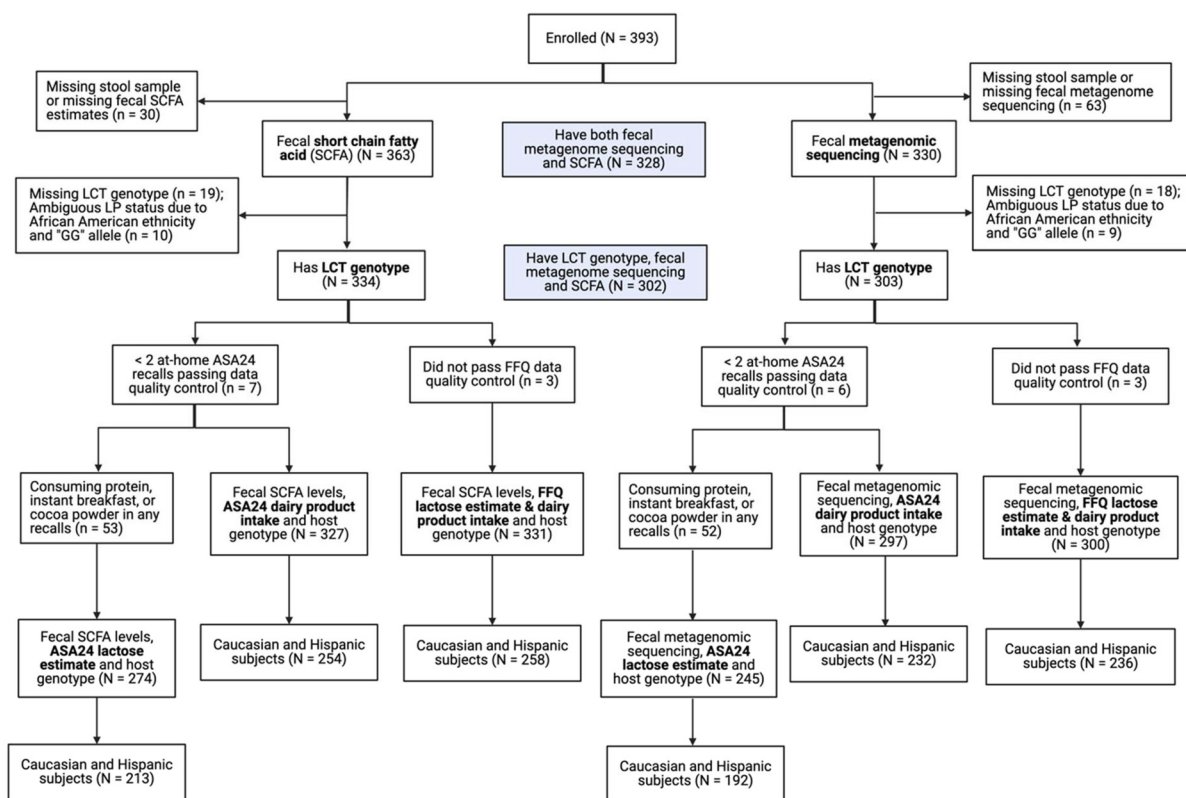 Enrolled (N = 393)
Missing stool sample
or missing fecal SCFA
estimates (n = 30)
Missing stool sample or
missing fecal metagenome
sequencing (n = 63)
Fecal short chain fatty
acid (SCFA) (N = 363)
Have both fecal
metagenome sequencing
and SCFA (N = 328)
Fecal metagenomic
sequencing (N = 330)
Missing LCT genotype (n = 19);
Ambiguous LP status due to
African American ethnicity
and "GG" allele (n = 10)
Missing LCT genotype (n = 18);
Ambiguous LP status due to
African American ethnicity
and "GG" allele (n = 9)
Has LCT genotype
(N = 334)
Have LCT genotype, fecal
metagenome sequencing
and SCFA (N = 302)
Has LCT genotype
(N = 303)
< 2 at-home ASA24
recalls passing data
quality control (n = 7)
Did not pass FFQ data
quality control (n = 3)
< 2 at-home ASA24
recalls passing data
quality control (n = 6)
Did not pass FFQ data
quality control (n = 3)
Consuming protein,
instant breakfast, or
cocoa powder in any
recalls (n = 53)
Fecal SCFA levels,
ASA24 dairy product
intake and host
genotype (N = 327)
Fecal SCFA levels, FFQ
lactose estimate & dairy
product intake and host
genotype (N = 331)
Consuming protein,
instant breakfast, or
cocoa powder in any
recalls (n = 52)
Fecal metagenomic
sequencing, ASA24
dairy product intake
and host genotype
(N = 297)
Fecal metagenomic
sequencing, FFQ lactose
estimate & dairy product
intake and host genotype
(N = 300)
Fecal SCFA levels,
ASA24 lactose
estimate and host
genotype (N = 274)
Caucasian and Hispanic
subjects (N = 254)
Caucasian and Hispanic
subjects (N = 258)
Fecal metagenomic
sequencing, ASA24
lactose estimate and
host genotype (N = 245)
Caucasian and Hispanic
subjects (N = 232)
Caucasian and Hispanic
subjects (N = 236)
Caucasian and Hispanic
subjects (N = 213)
Caucasian and Hispanic
subjects (N = 192)